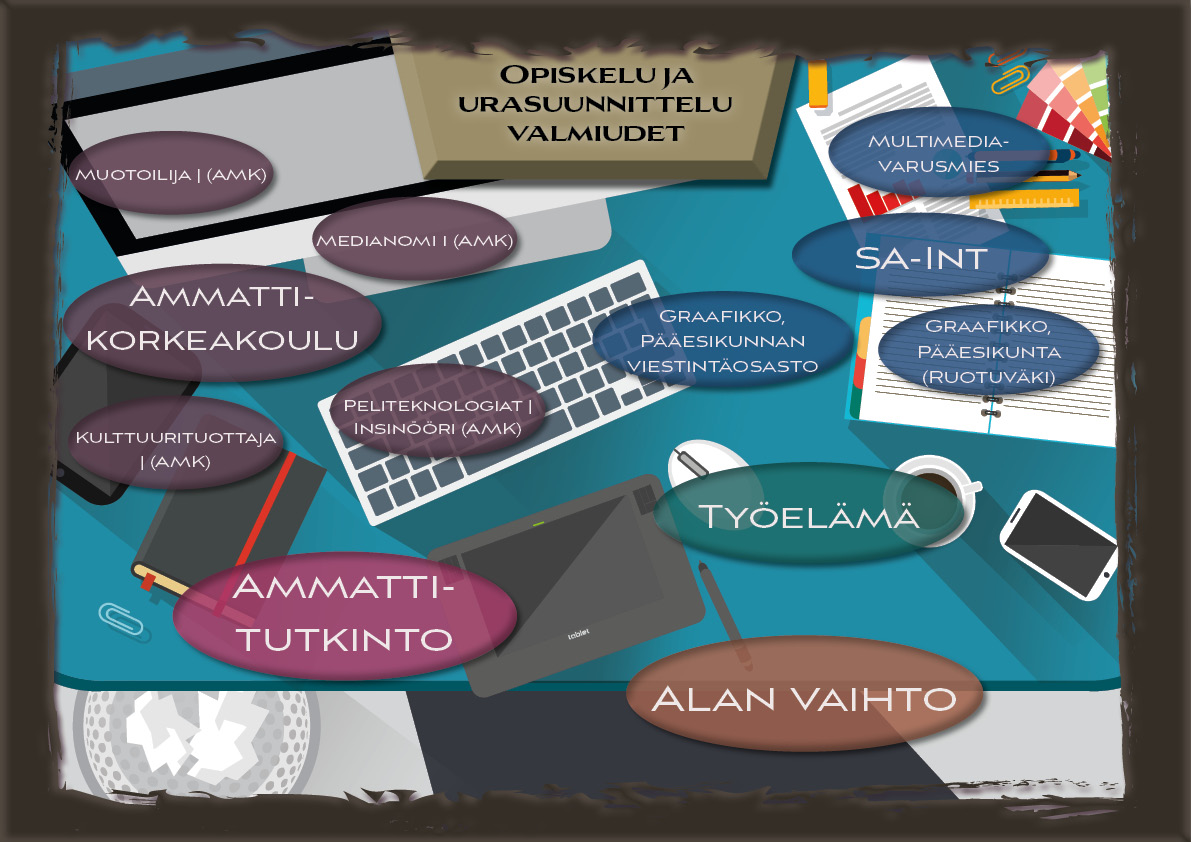 Opiskelu ja
urasuunnittelu
valmiudet
Muotoilija | (AMK)
Medianomi I (AMK)
Ammatti-
korkeakoulu
Peliteknologiat |
Insinööri (AMK)
Kulttuurituottaja
| (AMK)
Ammatti-
tutkinto
Multimedia-
varusmies
SA-Int
Graafikko,
Pääesikunnan
viestintäosasto
Graafikko,
Pääesikunta
(Ruotuväki)
Työelämä
tablet
Alan vaihto